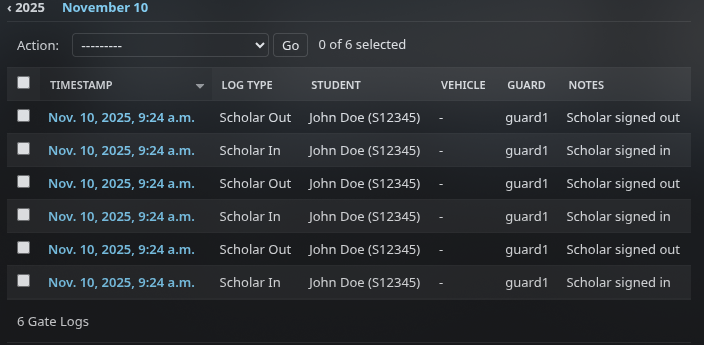 ‹ 2025 November 10
Action: --------- Go 0 of 6 selected
TIMESTAMP LOG TYPE STUDENT VEHICLE GUARD NOTES
Nov. 10, 2025, 9:24 a.m. Scholar Out John Doe (S12345) - guard1 Scholar signed out
Nov. 10, 2025, 9:24 a.m. Scholar In John Doe (S12345) - guard1 Scholar signed in
Nov. 10, 2025, 9:24 a.m. Scholar Out John Doe (S12345) - guard1 Scholar signed out
Nov. 10, 2025, 9:24 a.m. Scholar In John Doe (S12345) - guard1 Scholar signed in
Nov. 10, 2025, 9:24 a.m. Scholar Out John Doe (S12345) - guard1 Scholar signed out
Nov. 10, 2025, 9:24 a.m. Scholar In John Doe (S12345) - guard1 Scholar signed in
6 Gate Logs